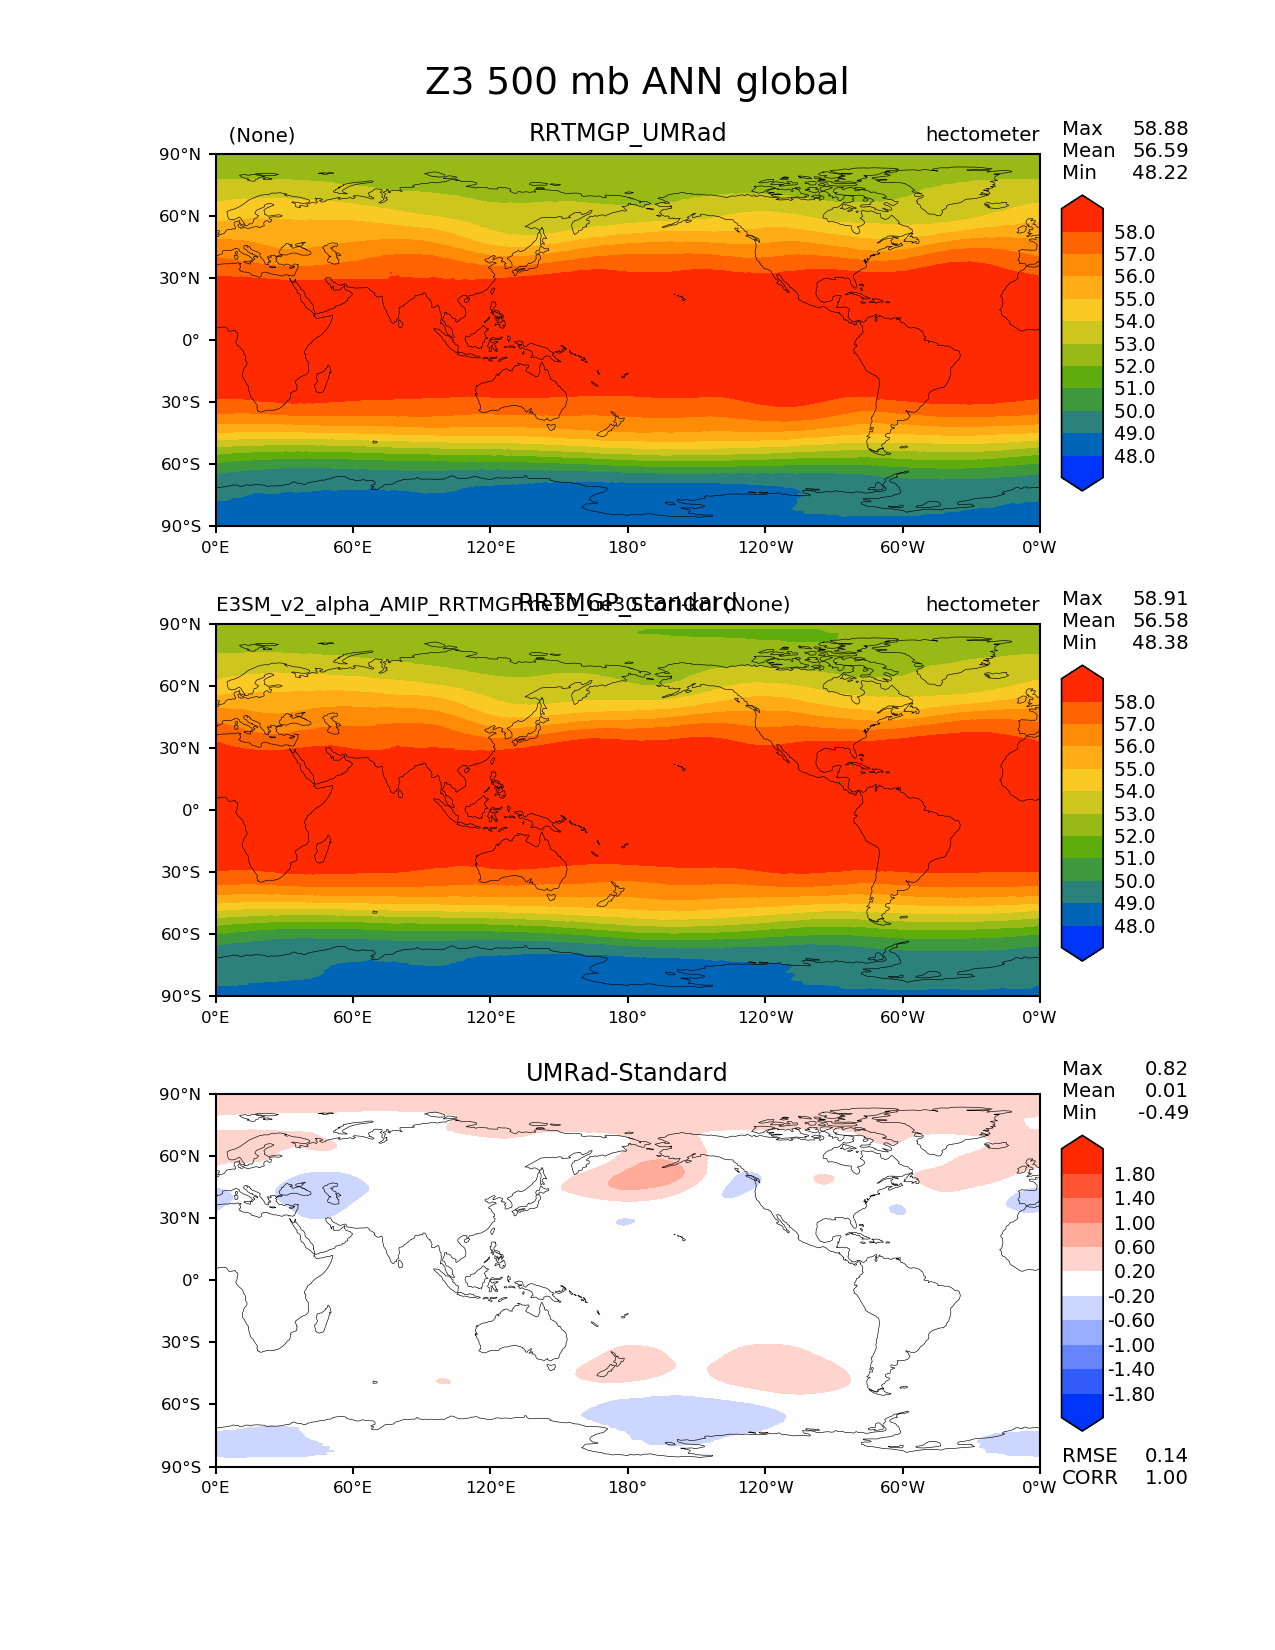 Z3 500 mb ANN global
(None) RRTMGP_UMRad hectometer
Max 58.88
Mean 56.59
Min 48.22
90°N
60°N
30°N
0°
30°S
60°S
90°S
0°E 60°E 120°E 180° 120°W 60°W 0°W
58.0
57.0
56.0
55.0
54.0
53.0
52.0
51.0
50.0
49.0
48.0
E3SM_v2_alpha_AMIP_RRTMGP (None)
RRTMGP_standard
hectometer
Max 58.91
Mean 56.58
Min 48.38
90°N
60°N
30°N
0°
30°S
60°S
90°S
0°E 60°E 120°E 180° 120°W 60°W 0°W
58.0
57.0
56.0
55.0
54.0
53.0
52.0
51.0
50.0
49.0
48.0
UMRad-Standard
Max 0.82
Mean 0.01
Min -0.49
90°N
60°N
30°N
0°
30°S
60°S
90°S
0°E 60°E 120°E 180° 120°W 60°W 0°W
1.80
1.40
1.00
0.60
0.20
-0.20
-0.60
-1.00
-1.40
-1.80
RMSE 0.14
CORR 1.00